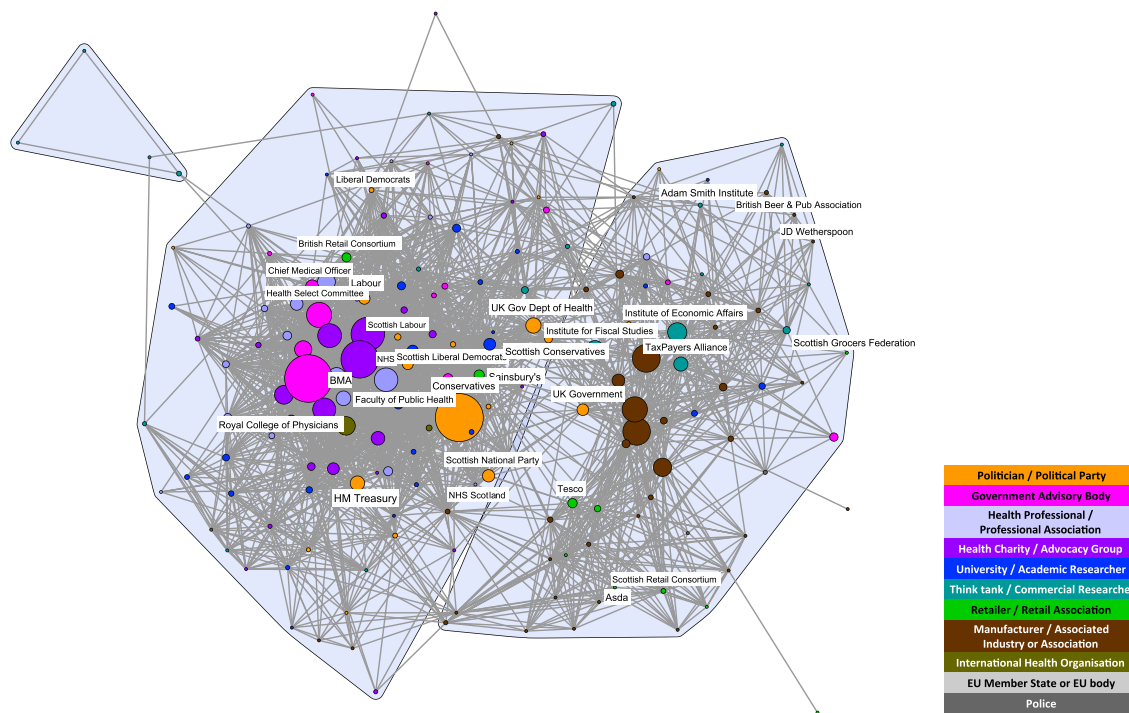 Liberal Democrats
Adam Smith Institute
British Beer & Pub Association
JD Wetherspoon
British Retail Consortium
Chief Medical Officer
Labour
Health Select Committee
UK Gov Dept of Health
Institute of Economic Affairs
Scottish Labour
Institute for Fiscal Studies
Scottish Grocers Federation
NHS
Scottish Liberal Democrats
Scottish Conservatives
TaxPayers Alliance
BMA
Conservatives
Sainsbury's
Faculty of Public Health
UK Government
Royal College of Physicians
Scottish National Party
HM Treasury
NHS Scotland
Tesco
Scottish Retail Consortium
Asda
Politician / Political Party
Government Advisory Body
Health Professional /
Professional Association
Health Charity / Advocacy Group
University / Academic Researcher
Think tank / Commercial Researche
Retailer / Retail Association
Manufacturer / Associated
Industry or Association
International Health Organisation
EU Member State or EU body
Police